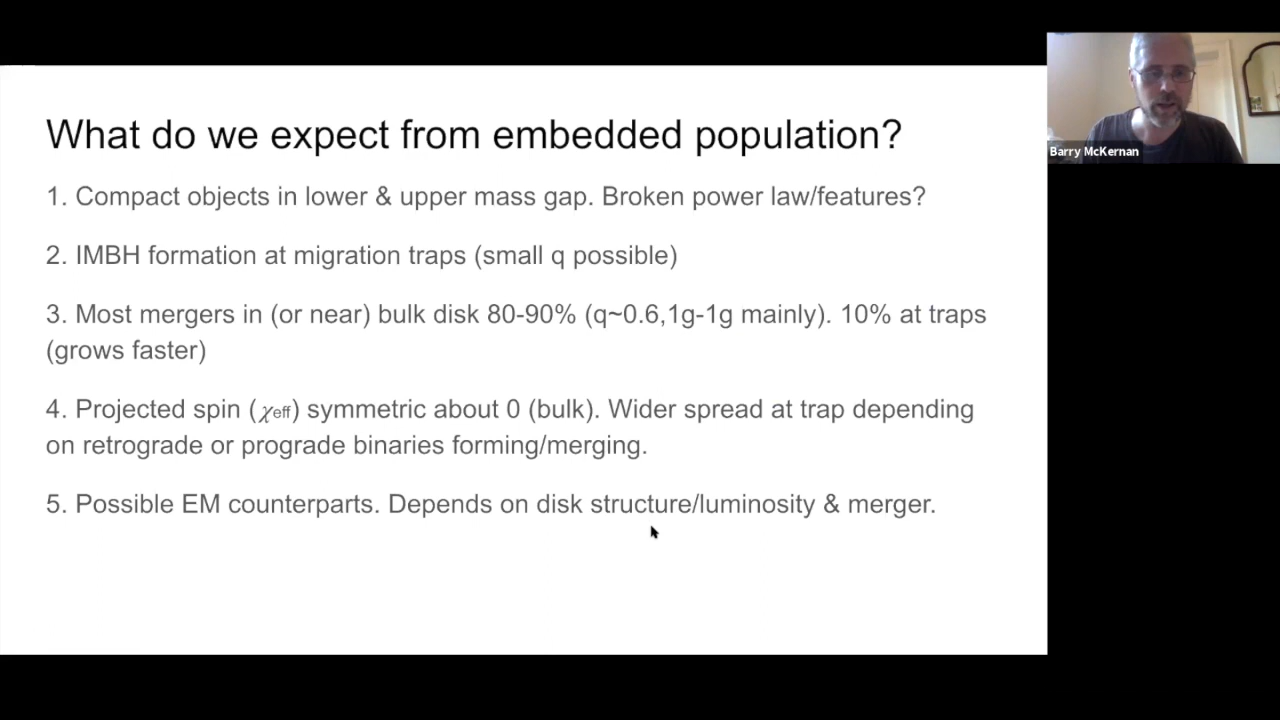 What do we expect from embedded population?
1. Compact objects in lower & upper mass gap. Broken power law/features?
2. IMBH formation at migration traps (small q possible)
3. Most mergers in (or near) bulk disk 80-90% (q~0.6,1g-1g mainly). 10% at traps
(grows faster)
4. Projected spin (χeff) symmetric about 0 (bulk). Wider spread at trap depending
on retrograde or prograde binaries forming/merging.
5. Possible EM counterparts. Depends on disk structure/luminosity & merger.
Barry McKernan